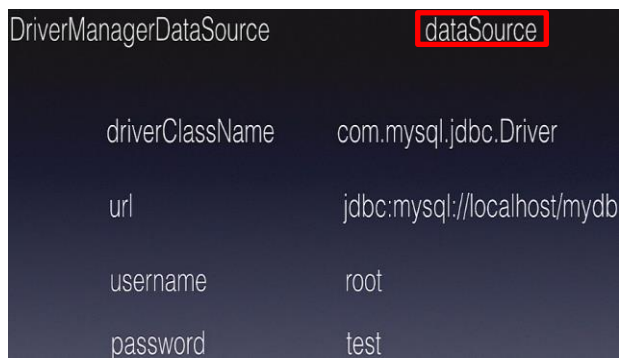 DriverManagerDataSource dataSource
driverClassName com.mysql.jdbc.Driver
url jdbc:mysql://localhost/mydb
username root
password test